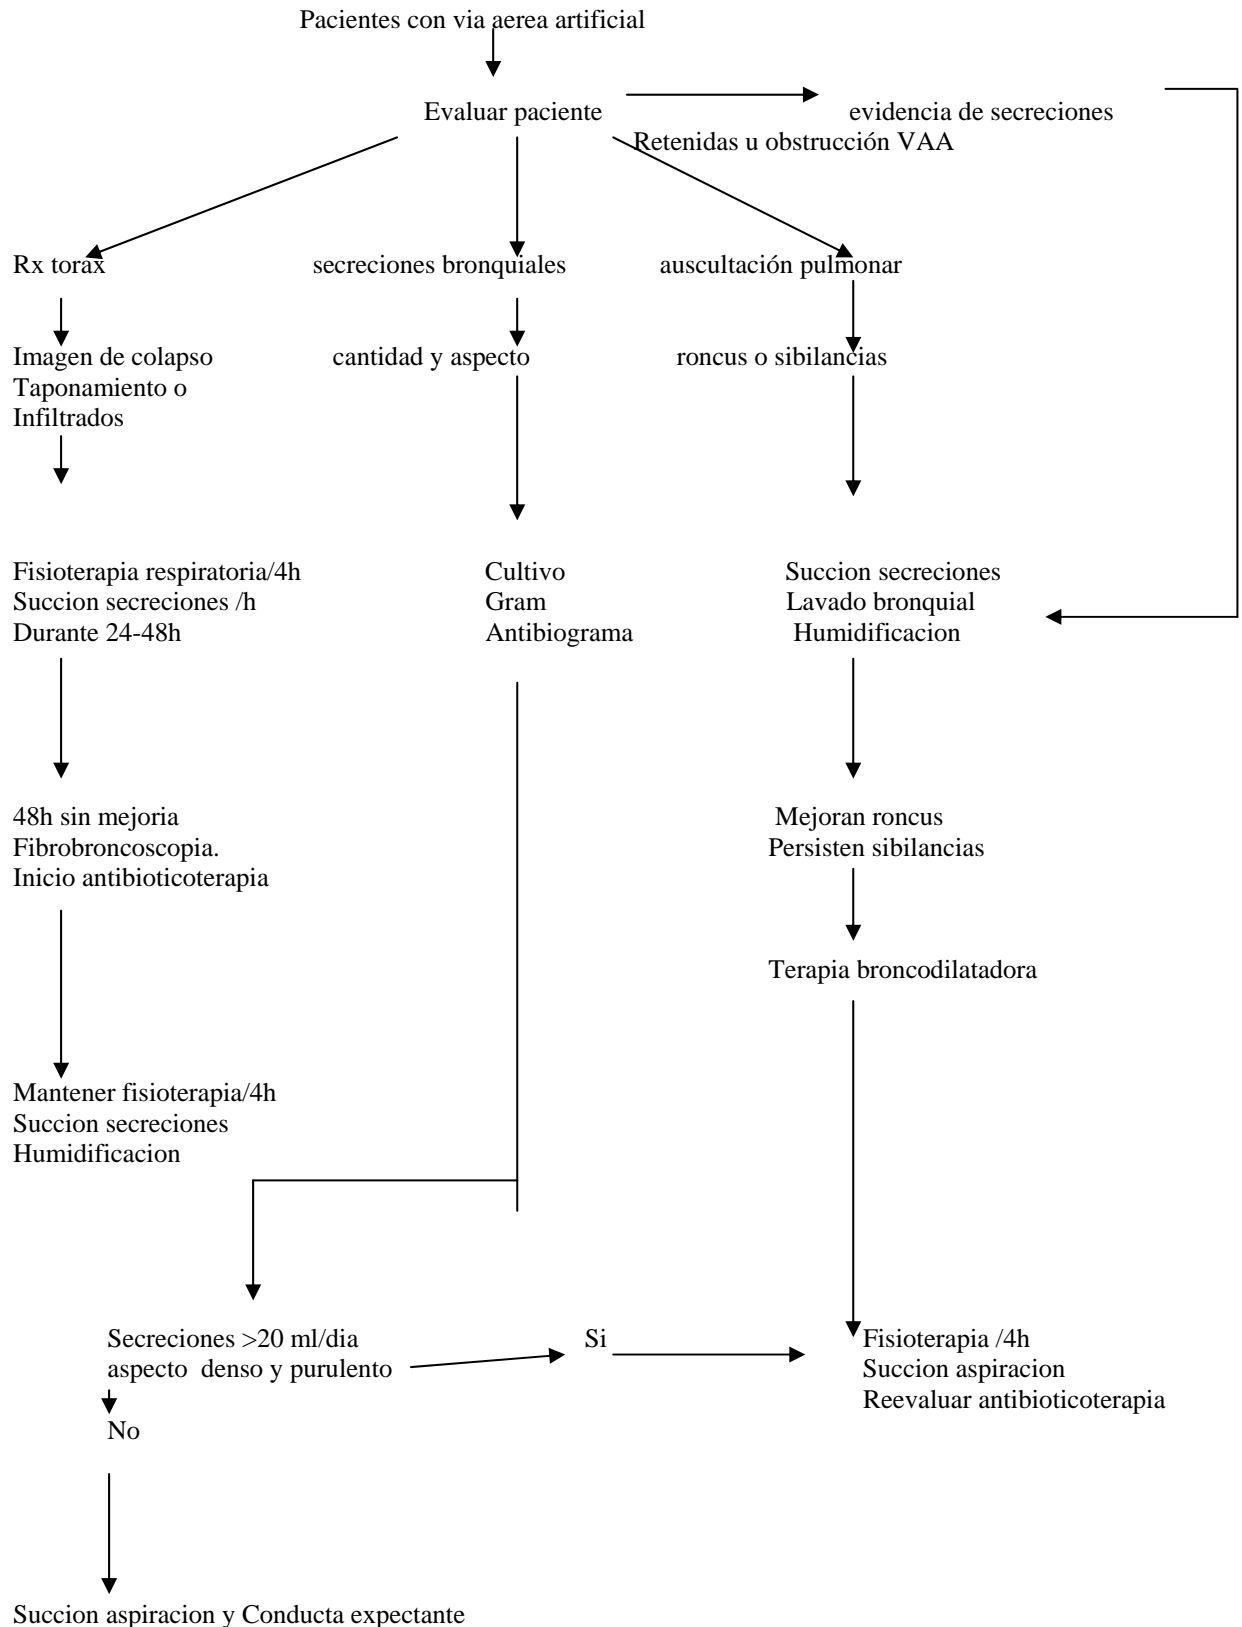 Pacientes con via aerea artificial
Evaluar paciente
evidencia de secreciones
Retenidas u obstrucción VAA
Rx torax
secreciones bronquiales
auscultación pulmonar
Imagen de colapso
cantidad y aspecto
roncus o sibilancias
Taponamiento o
Infiltrados
Fisioterapia respiratoria/4h
Cultivo
Succion secreciones
Succion secreciones /h
Gram
Lavado bronquial
Durante 24-48h
Antibiograma
Humidificacion
48h sin mejoria
Mejoran roncus
Fibrobroncoscopia.
Persisten sibilancias
Inicio antibioticoterapia
Terapia broncodilatadora
Mantener fisioterapia/4h
Succion secreciones
Humidificacion
Secreciones >20 ml/dia
Si
Fisioterapia /4h
aspecto denso y purulento
Succion aspiracion
Reevaluar antibioticoterapia
No
Succion aspiracion y Conducta expectante